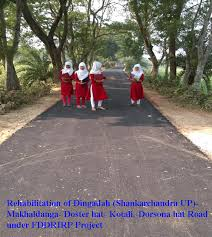 Rehabilitation of Dingadah (Shankarchandra UP)-
Makhaldanga- Doster hat- Kotali- Dorsona hat Road
under FDDRIRP Project